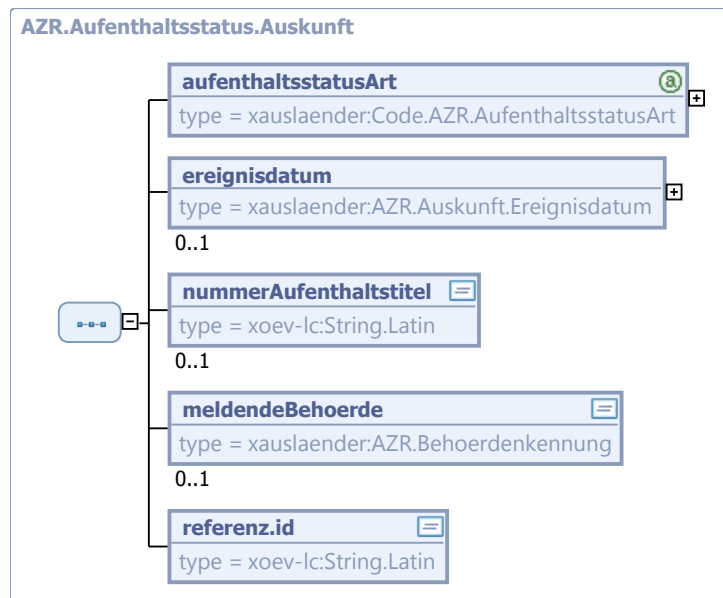 AZR.Aufenthaltsstatus.Auskunft
aufenthaltsstatusArt
type = xauslaender:Code.AZR.AufenthaltsstatusArt
ereignisdatum
type = xauslaender:AZR.Auskunft.Ereignisdatum
0..1
nummerAufenthaltstitel
type = xoev-lc:String.Latin
0..1
meldendeBehoerde
type = xauslaender:AZR.Behoerdenkennung
0..1
referenz.id
type = xoev-lc:String.Latin